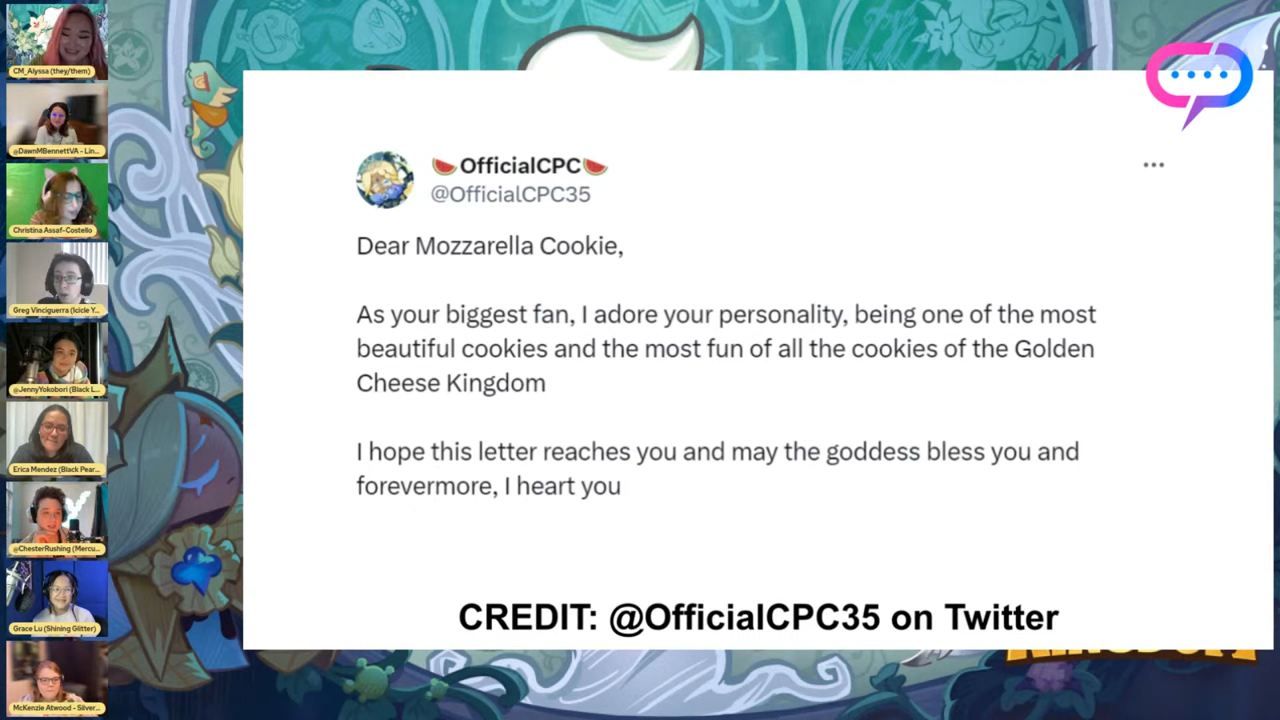 CM_Alyssa (they/them)
@DawnMBennettVA - Lin...
Christina Assaf-Costello
Greg Vinciguerra (Icicle Y...
@JennyYokobori (Black L...
Erica Mendez (Black Pear...
@ChesterRushing (Mercu...
Grace Lu (Shining Glitter)
McKenzie Atwood - Silver...
🍉OfficialCPC🍉
@OfficialCPC35
Dear Mozzarella Cookie,
As your biggest fan, I adore your personality, being one of the most
beautiful cookies and the most fun of all the cookies of the Golden
Cheese Kingdom
I hope this letter reaches you and may the goddess bless you and
forevermore, I heart you
CREDIT: @OfficialCPC35 on Twitter
KINGDOM